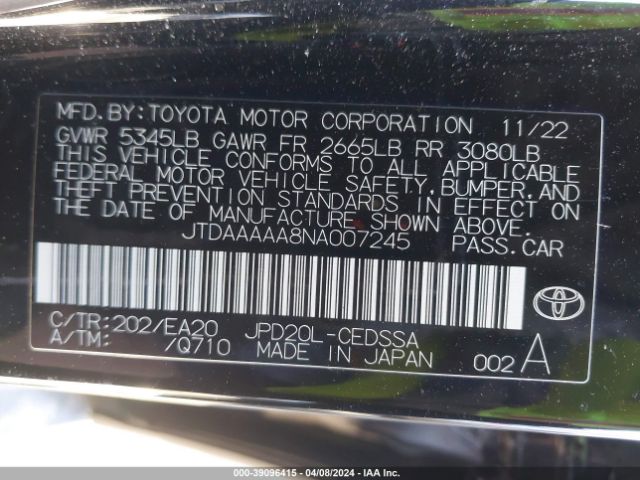 MFD.BY:TOYOTA MOTOR CORPORATION 11/22
GVWR 5345LB GAWR FR 2665LB RR 3080LB
THIS VEHICLE CONFORMS TO ALL APPLICABLE
FEDERAL MOTOR VEHICLE SAFETY,BUMPER,AND
THEFT PREVENTION STANDARDS IN EFFECT ON
THE DATE OF MANUFACTURE SHOWN ABOVE.
JTDAAAAA8NA007245 PASS.CAR
C/TR:202/EA20 JPD20L-CEDSSA
A/TM: /Q710 MADE IN JAPAN 002 A
000-39096415 - 04/08/2024 - IAAI.COM